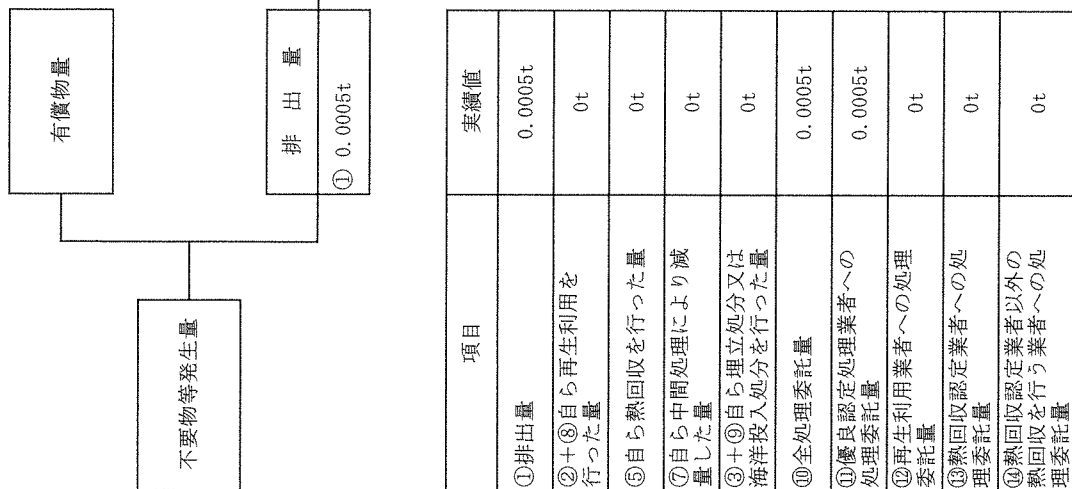 有償物量
不要物等発生量
排出量
① 0.0005t
項目
実績値
①排出量
0.0005t
②+⑧自ら再生利用を
行った量
0t
⑤自ら熱回収を行った量
0t
⑦自ら中間処理により減
量した量
0t
③+⑨自ら埋立処分又は
海洋投入処分を行った量
0t
⑩全処理委託量
0.0005t
⑪優良認定処理業者への
処理委託量
0.0005t
⑫再生利用業者への処理
委託量
0t
⑬熱回収認定業者への処
理委託量
0t
⑭熱回収認定業者以外の
熱回収を行う業者への処
理委託量
0t